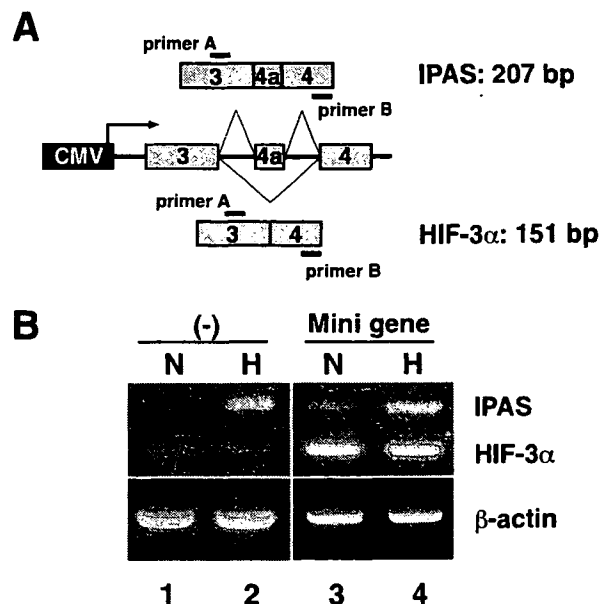 A
primer A
3 4a 4
IPAS: 207 bp
primer B
CMV 3 4a 4
primer A
3 4
HIF-3α: 151 bp
primer B
B
(-) Mini gene
N H N H
IPAS
HIF-3α
β-actin
1 2 3 4